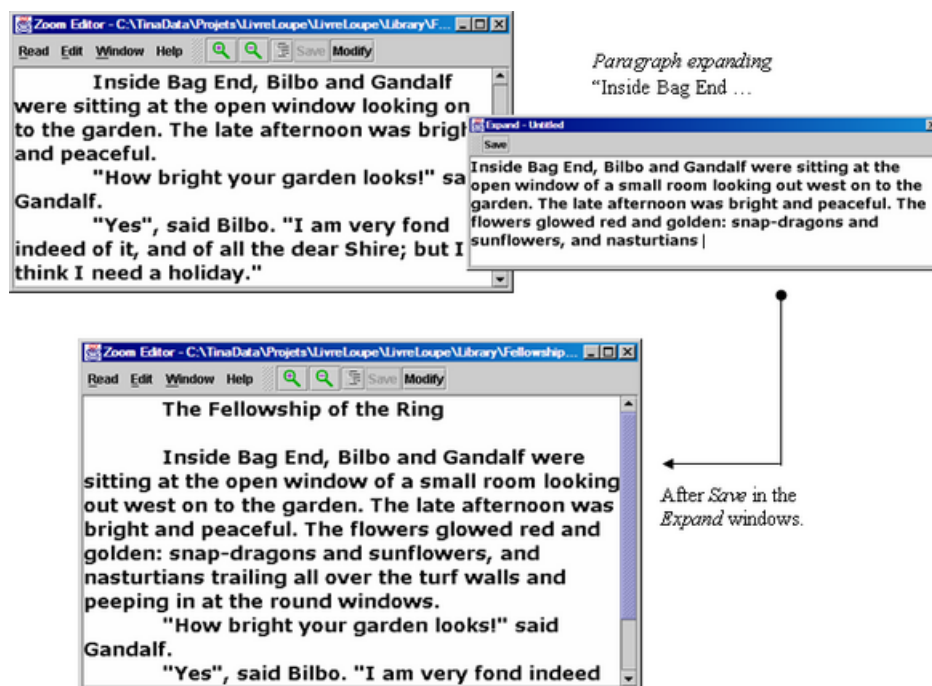 Zoom Editor - C:\TinaData\Projets\LivreLoupe\LivreLoupe\Library\F...
Read Edit Window Help Save Modify
Inside Bag End, Bilbo and Gandalf
were sitting at the open window looking on
to the garden. The late afternoon was brigh
and peaceful.
"How bright your garden looks!" sa
Gandalf.
"Yes", said Bilbo. "I am very fond
indeed of it, and of all the dear Shire; but I
think I need a holiday."
Paragraph expanding
“Inside Bag End …
Expand - Untitled
Save
Inside Bag End, Bilbo and Gandalf were sitting at the
open window of a small room looking out west on to the
garden. The late afternoon was bright and peaceful. The
flowers glowed red and golden: snap-dragons and
sunflowers, and nasturtians
Zoom Editor - C:\TinaData\Projets\LivreLoupe\LivreLoupe\Library\Fellowship...
Read Edit Window Help Save Modify
The Fellowship of the Ring
Inside Bag End, Bilbo and Gandalf were
sitting at the open window of a small room looking
out west on to the garden. The late afternoon was
bright and peaceful. The flowers glowed red and
golden: snap-dragons and sunflowers, and
nasturtians trailing all over the turf walls and
peeping in at the round windows.
"How bright your garden looks!" said
Gandalf.
"Yes", said Bilbo. "I am very fond indeed
After Save in the
Expand windows.